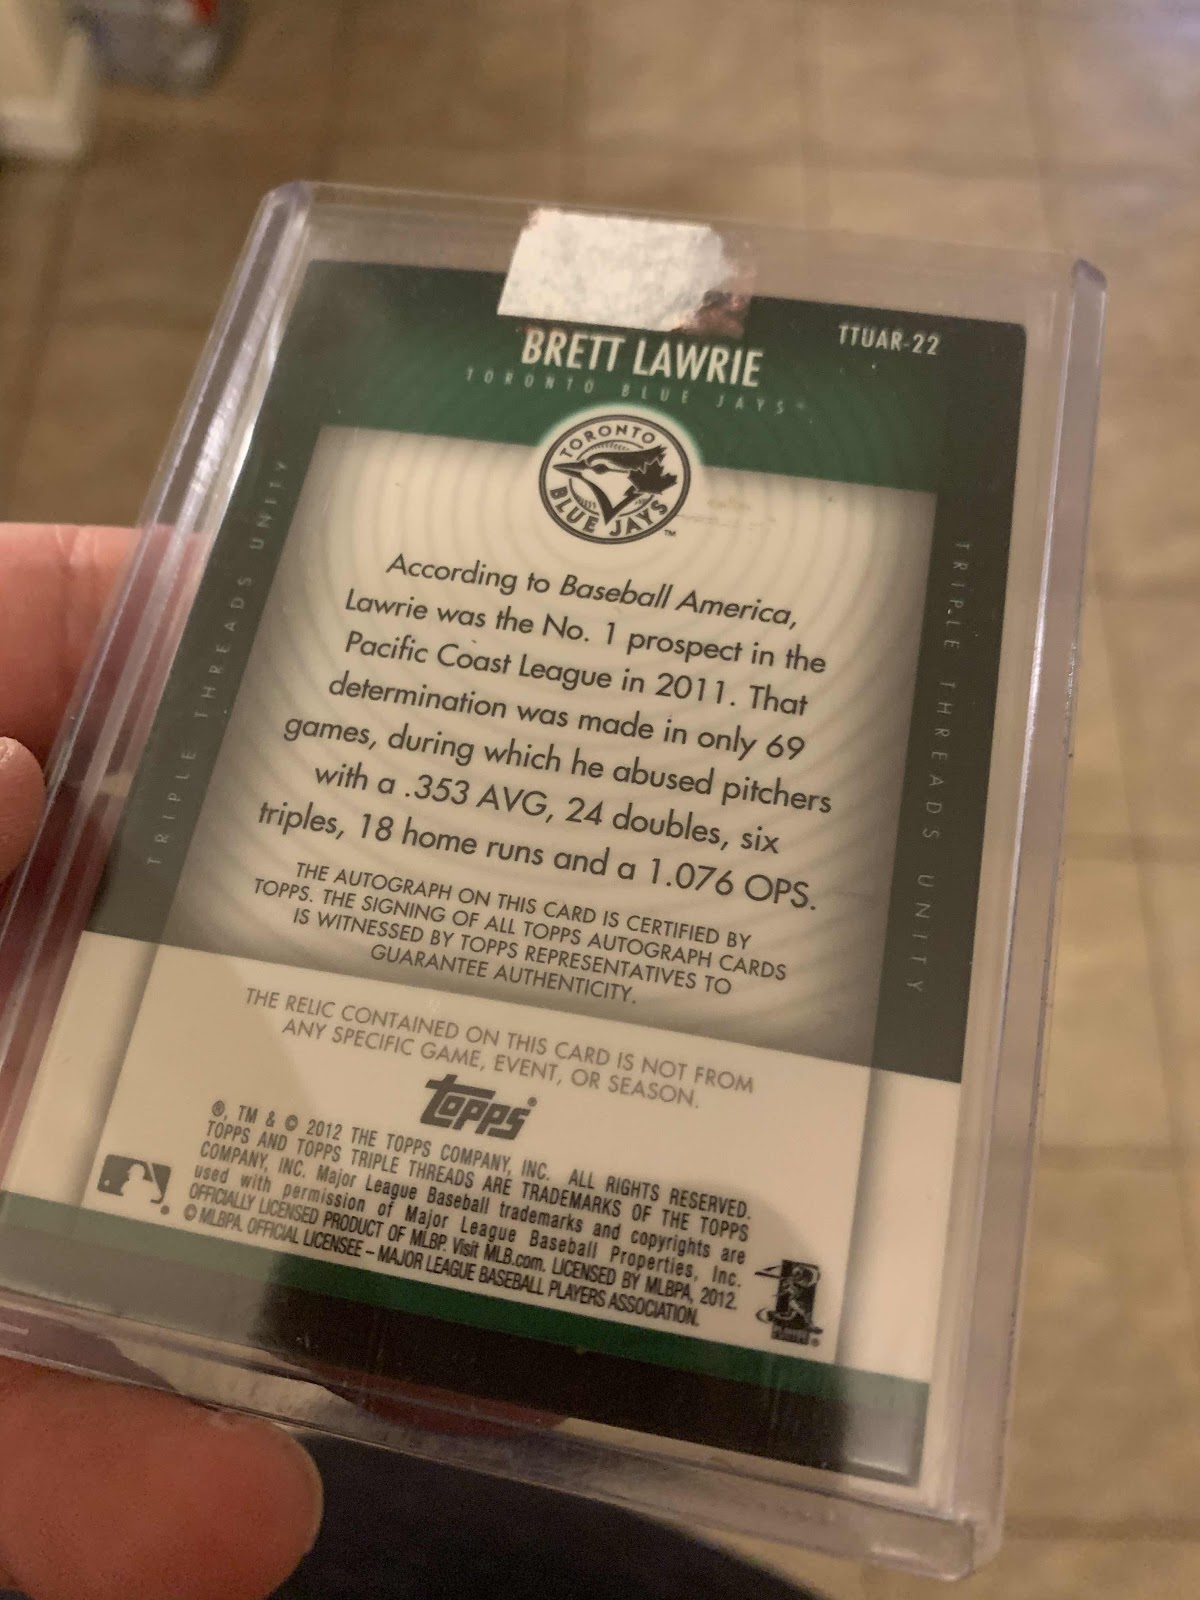 TTUAR-22
BRETT LAWRIE
TORONTO BLUE JAYS
TORONTO
BLUE JAYS™
TRIPLE THREADS UNITY
TRIPLE THREADS UNITY
According to Baseball America,
Lawrie was the No. 1 prospect in the
Pacific Coast League in 2011. That
determination was made in only 69
games, during which he abused pitchers
with a .353 AVG, 24 doubles, six
triples, 18 home runs and a 1.076 OPS.
THE AUTOGRAPH ON THIS CARD IS CERTIFIED BY
TOPPS. THE SIGNING OF ALL TOPPS AUTOGRAPH CARDS
IS WITNESSED BY TOPPS REPRESENTATIVES TO
GUARANTEE AUTHENTICITY.
THE RELIC CONTAINED ON THIS CARD IS NOT FROM
ANY SPECIFIC GAME, EVENT, OR SEASON.
topps®
®, TM & © 2012 THE TOPPS COMPANY, INC. ALL RIGHTS RESERVED.
TOPPS AND TOPPS TRIPLE THREADS ARE TRADEMARKS OF THE TOPPS
COMPANY, INC. Major League Baseball trademarks and copyrights are
used with permission of Major League Baseball Properties, Inc.
OFFICIALLY LICENSED PRODUCT OF MLBP. Visit MLB.com. LICENSED BY MLBPA, 2012.
© MLBPA. OFFICIAL LICENSEE – MAJOR LEAGUE BASEBALL PLAYERS ASSOCIATION.